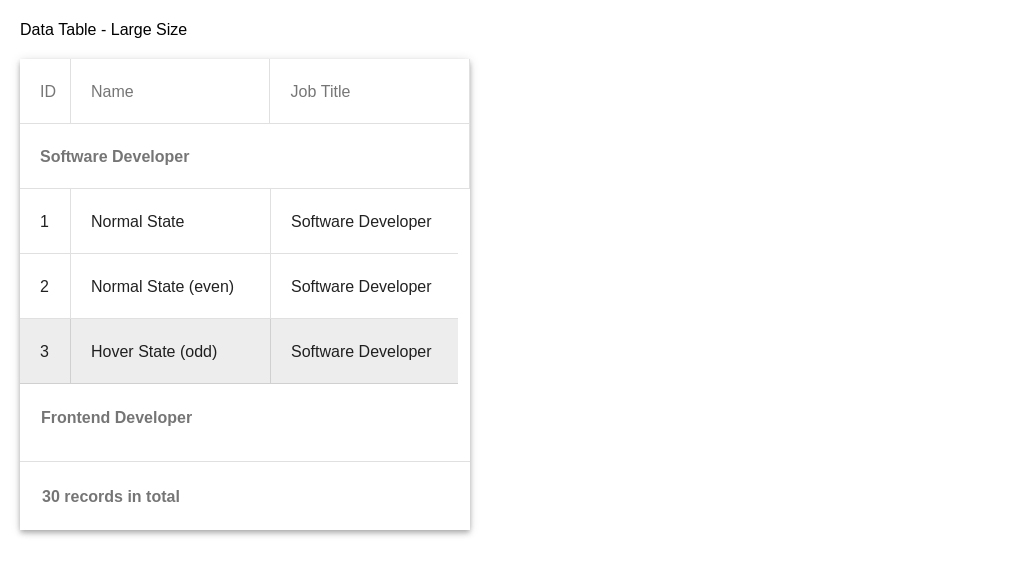 Data Table - Large Size
ID Name Job Title
Software Developer
1 Normal State Software Developer
2 Normal State (even) Software Developer
3 Hover State (odd) Software Developer
Frontend Developer
30 records in total